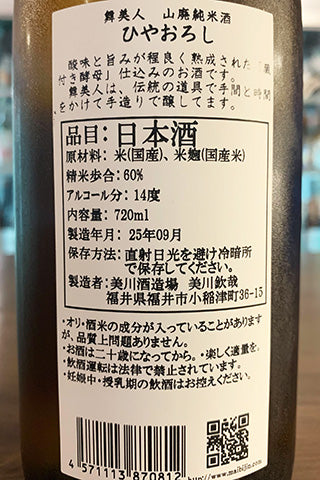 舞美人　山廃純米酒
ひやおろし
酸味と旨みが程良く熟成された「蔵
付き酵母」仕込みのお酒です。
舞美人は、伝統の道具で手間と時間
をかけて手造りで醸してます。
品目：日本酒
原材料：米(国産)、米麹(国産米)
精米歩合：60%
アルコール分：14度
内容量：720ml
製造年月：25年09月
保存方法：直射日光を避け冷暗所
で保存してください。
製造者：美川酒造場　美川欽哉
福井県福井市小稲津町36-15
・オリ・酒米の成分が入っていることがあります
が、品質上問題ありません。
・お酒は二十歳になってから。・楽しく適量を。
・飲酒運転は法律で禁止されています。
・妊娠中・授乳期の飲酒はお控えください。
4 571113 870812
http://www.maibijin.com